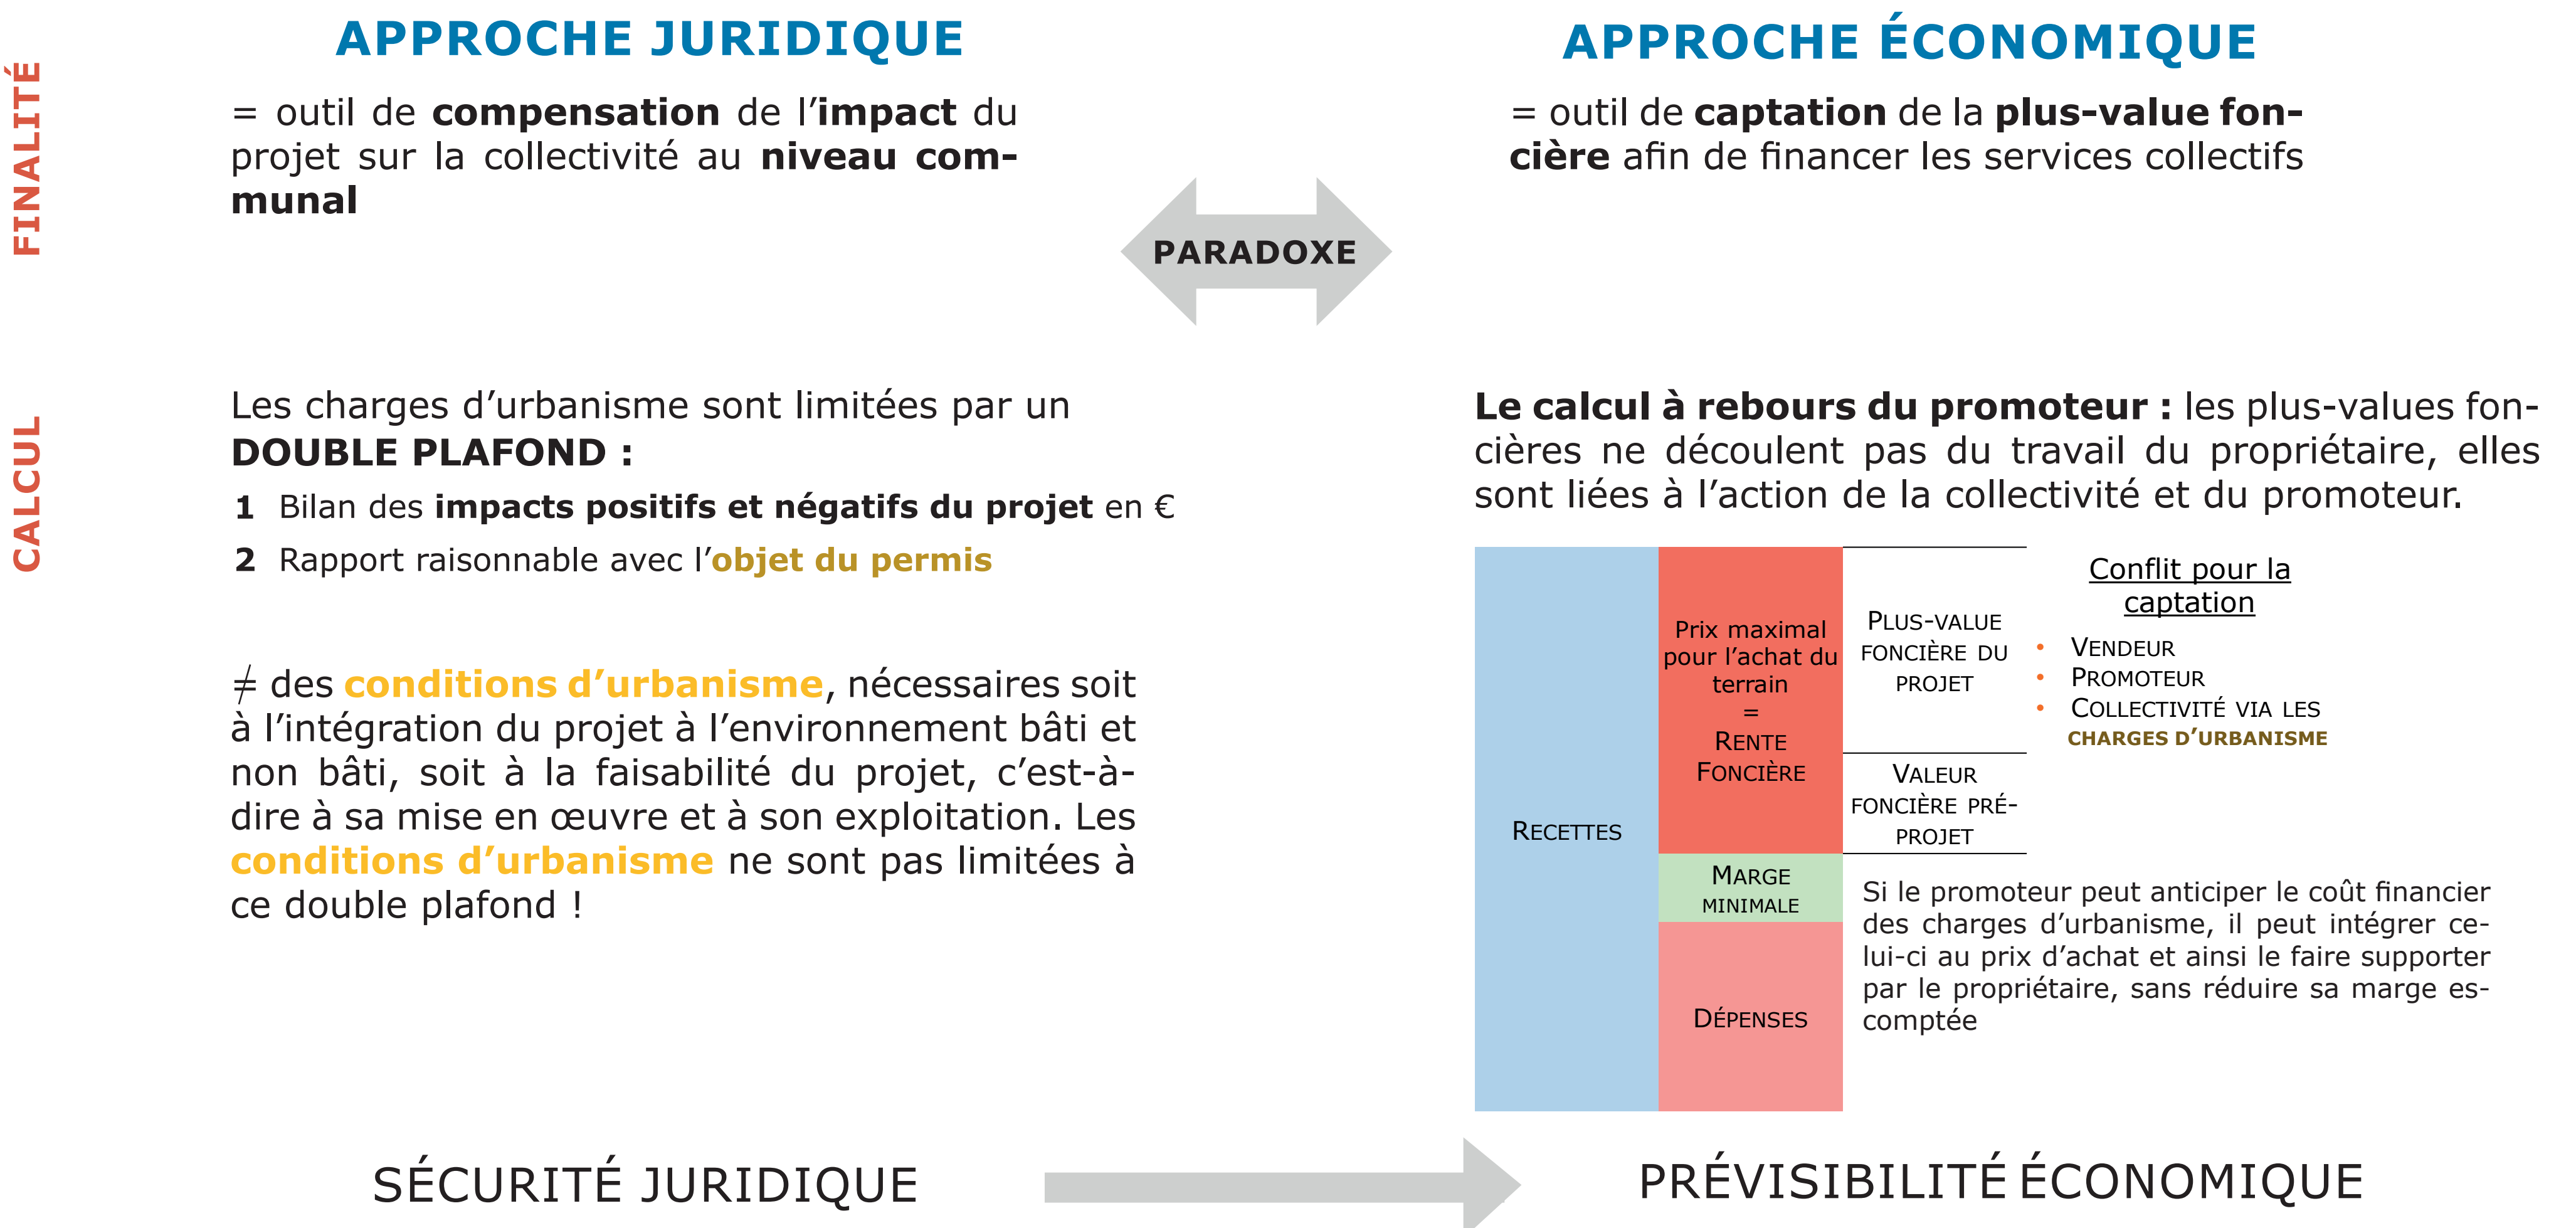 APPROCHE JURIDIQUE
APPROCHE ÉCONOMIQUE
FINALITÉ
= outil de compensation de l’impact du
projet sur la collectivité au niveau com-
munal
= outil de captation de la plus-value fon-
cière afin de financer les services collectifs
PARADOXE
CALCUL
Les charges d’urbanisme sont limitées par un
DOUBLE PLAFOND :
1 Bilan des impacts positifs et négatifs du projet en €
2 Rapport raisonnable avec l’objet du permis
≠ des conditions d’urbanisme, nécessaires soit
à l’intégration du projet à l’environnement bâti et
non bâti, soit à la faisabilité du projet, c’est-à-
dire à sa mise en œuvre et à son exploitation. Les
conditions d’urbanisme ne sont pas limitées à
ce double plafond !
Le calcul à rebours du promoteur : les plus-values fon-
cières ne découlent pas du travail du propriétaire, elles
sont liées à l’action de la collectivité et du promoteur.
RECETTES
Prix maximal
pour l’achat du
terrain
=
RENTE
FONCIÈRE
MARGE
MINIMALE
DÉPENSES
PLUS-VALUE
FONCIÈRE DU
PROJET
VALEUR
FONCIÈRE PRÉ-
PROJET
Conflit pour la
captation
• VENDEUR
• PROMOTEUR
• COLLECTIVITÉ VIA LES
CHARGES D’URBANISME
Si le promoteur peut anticiper le coût financier
des charges d’urbanisme, il peut intégrer ce-
lui-ci au prix d’achat et ainsi le faire supporter
par le propriétaire, sans réduire sa marge es-
comptée
SÉCURITÉ JURIDIQUE
PRÉVISIBILITÉ ÉCONOMIQUE